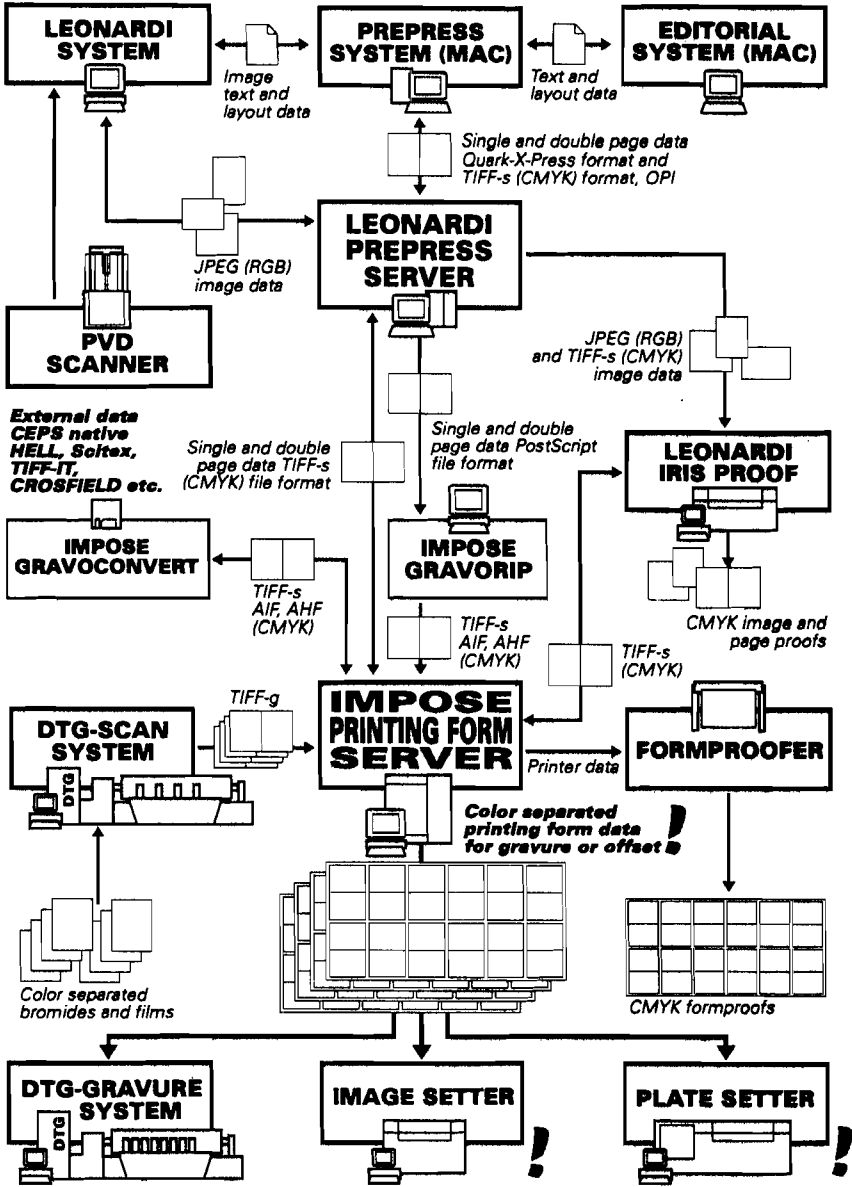 LEONARDI
SYSTEM
PREPRESS
SYSTEM (MAC)
EDITORIAL
SYSTEM (MAC)
Image
text and
layout data
Text and
layout data
Single and double page data
Quark-X-Press format and
TIFF-s (CMYK) format, OPI
JPEG (RGB)
image data
LEONARDI
PREPRESS
SERVER
PVD
SCANNER
JPEG (RGB)
and TIFF-s (CMYK)
image data
External data
CEPS native
HELL, Scitex,
TIFF-IT,
CROSFIELD etc.
Single and double
page data TIFF-s
(CMYK) file format
Single and double
page data PostScript
file format
LEONARDI
IRIS PROOF
IMPOSE
GRAVOCONVERT
IMPOSE
GRAVORIP
TIFF-s
AIF, AHF
(CMYK)
TIFF-s
AIF, AHF
(CMYK)
CMYK image and
page proofs
TIFF-s
(CMYK)
TIFF-g
DTG-SCAN
SYSTEM
DTG
IMPOSE
PRINTING FORM
SERVER
Printer data
FORMPROOFER
Color separated
printing form data
for gravure or offset !
Color separated
bromides and films
CMYK formproofs
DTG-GRAVURE
SYSTEM
DTG
IMAGE SETTER
!
PLATE SETTER
!